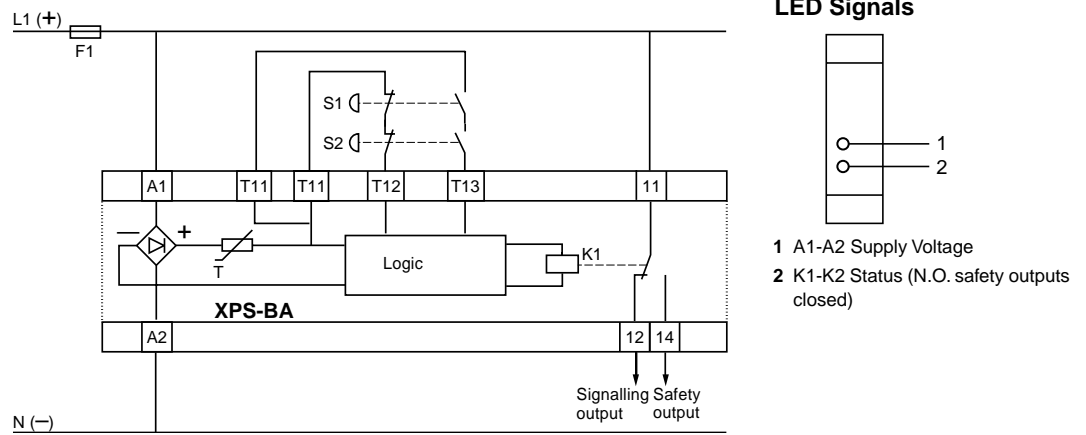 LED Signals
L1 (+)
F1
S1
S2
A1
T11
T11
T12
T13
11
1
2
− +
T
Logic
K1
XPS-BA
A2
12
14
Signalling output
Safety output
N (−)
1 A1-A2 Supply Voltage
2 K1-K2 Status (N.O. safety outputs
closed)